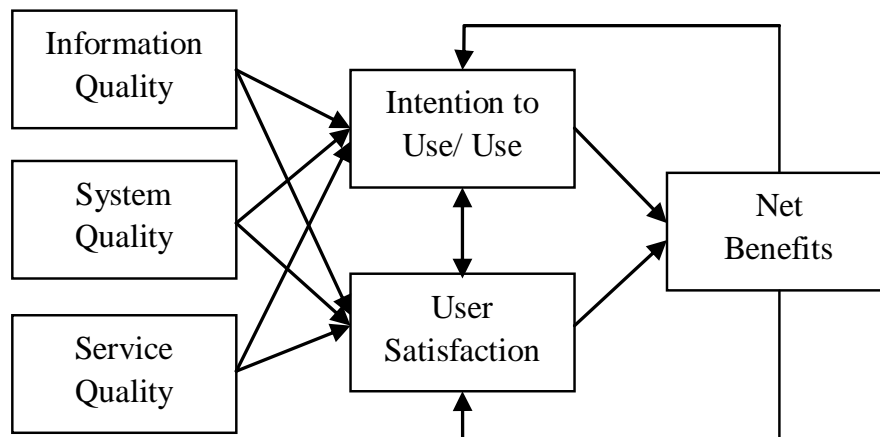 Information
Quality
System
Quality
Service
Quality
Intention to
Use/ Use
User
Satisfaction
Net
Benefits